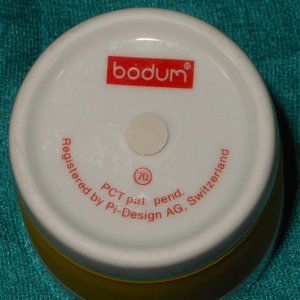 bodum
70
PCT pat. pend.
Registered by Pi-Design AG, Switzerland